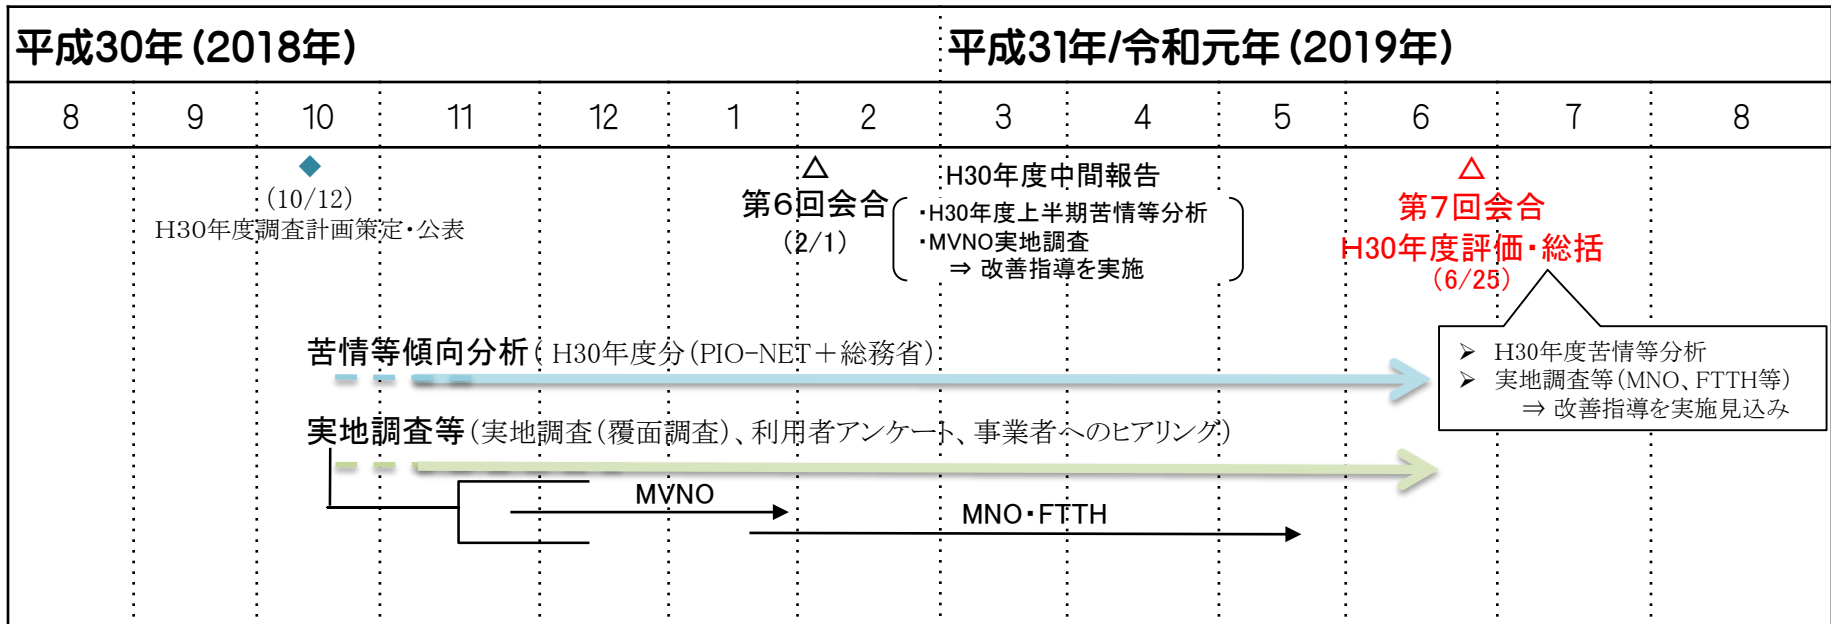 平成30年(2018年)
平成31年/令和元年(2019年)
8 9 10 11 12 1 2 3 4 5 6 7 8
◆
(10/12)
H30年度調査計画策定・公表
△
第6回会合
(2/1)
H30年度中間報告
・H30年度上半期苦情等分析
・MVNO実地調査
⇒ 改善指導を実施
△
第7回会合
H30年度評価・総括
(6/25)
➢ H30年度苦情等分析
➢ 実地調査等(MNO、FTTH等)
⇒ 改善指導を実施見込み
苦情等傾向分析( H30年度分(PIO-NET+総務省)
実地調査等(実地調査(覆面調査)、利用者アンケート、事業者へのヒアリング)
MVNO
MNO・FTTH